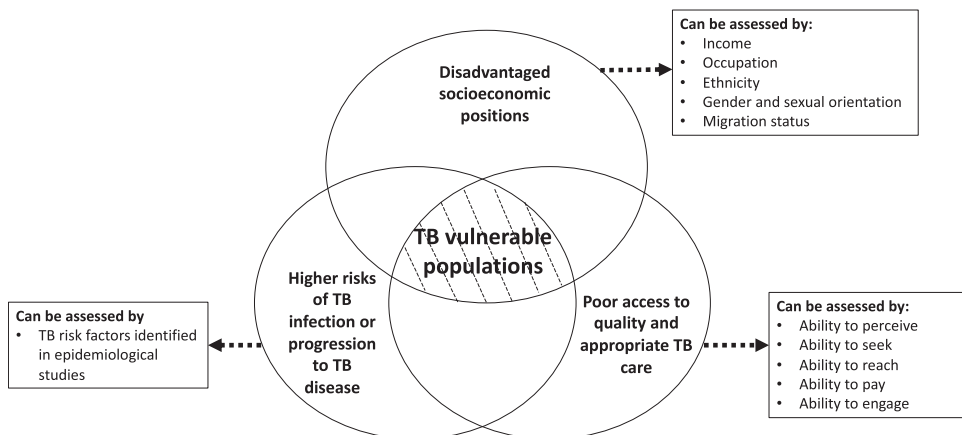 Disadvantaged
socioeconomic
positions
Can be assessed by:
• Income
• Occupation
• Ethnicity
• Gender and sexual orientation
• Migration status
TB vulnerable
populations
Higher risks
of TB
infection or
progression
to TB
disease
Poor access to
quality and
appropriate TB
care
Can be assessed by
• TB risk factors identified
in epidemiological
studies
Can be assessed by:
• Ability to perceive
• Ability to seek
• Ability to reach
• Ability to pay
• Ability to engage